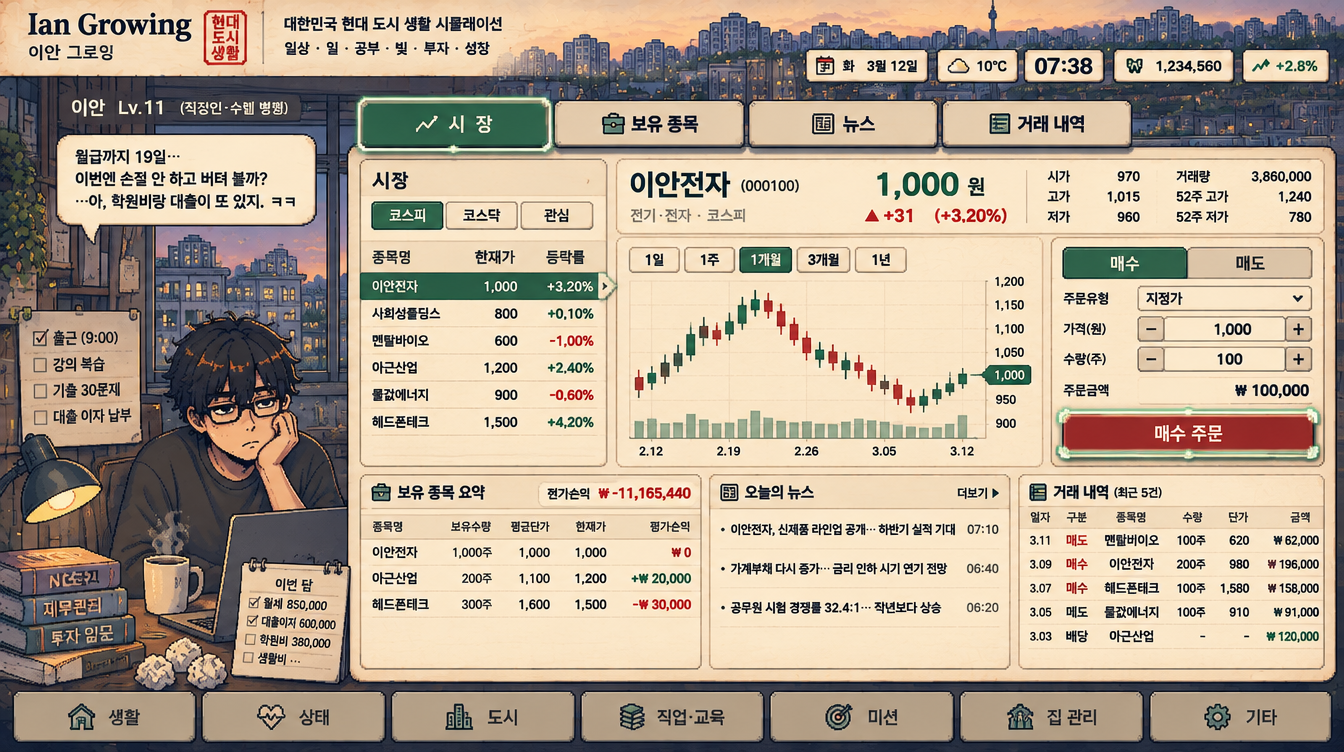 Ian Growing
이안 그로잉
현대
도시
생활
대한민국 현대 도시 생활 시뮬레이션
일상 · 일 · 공부 · 빚 · 투자 · 성장
화 3월 12일
10℃
07:38
1,234,560
+2.8%
이안 Lv.11
월급까지 19일…
이번엔 손절 안 하고 버텨 볼까?
…아, 학원비랑 대출이 또 있지. ㅋㅋ
출근 (9:00)
강의 복습
기출 30문제
대출 이자 납부
투자 입문
이번 담
월세 850,000
대출이저 600,000
학원비 380,000
생활비 …
시 장
보유 종목
뉴스
거래 내역
시장
코스피
코스닥
관심
종목명 현재가 등락률
이안전자 1,000 +3,20%
사희성홀딩스 800 +0,10%
멘탈바이오 600 -1,00%
아근산업 1,200 +2,40%
물값에너지 900 -0,60%
헤드폰테크 1,500 +4,20%
이안전자 (000100)
전기·전자 · 코스피
1,000 원
▲+31 (+3,20%)
시가 970 거래량 3,860,000
고가 1,015 52주 고가 1,240
저가 960 52주 저가 780
1일
1주
1개월
3개월
1년
1,200
1,150
1,100
1,050
1,000
950
900
2.12 2.19 2.26 3.05 3.12
매수
매도
주문유형 지정가
가격(원) − 1,000 +
수량(주) − 100 +
주문금액 ₩ 100,000
매수 주문
보유 종목 요약
평가손익 ₩ -11,165,440
종목명 보유수량 평균단가 현재가 평가손익
이안전자 1,000주 1,000 1,000 ₩ 0
아근산업 200주 1,100 1,200 +₩ 20,000
헤드폰테크 300주 1,600 1,500 -₩ 30,000
오늘의 뉴스
더보기 ▶
• 이안전자, 신제품 라인업 공개… 하반기 실적 기대 07:10
• 가계부채 다시 증가… 금리 인하 시기 연기 전망 06:40
• 공무원 시험 경쟁률 32.4:1… 작년보다 상승 06:20
거래 내역 (최근 5건)
일자 구분 종목명 수량 단가 금액
3.11 매도 멘탈바이오 100주 620 ₩ 62,000
3.09 매수 이안전자 200주 980 ₩ 196,000
3.07 매수 헤드폰테크 100주 1,580 ₩ 158,000
3.05 메도 물값에너지 100주 910 ₩ 91,000
3.03 배당 아근산업 - - ₩ 120,000
생활
상태
도시
직업·교육
미션
집 관리
기타